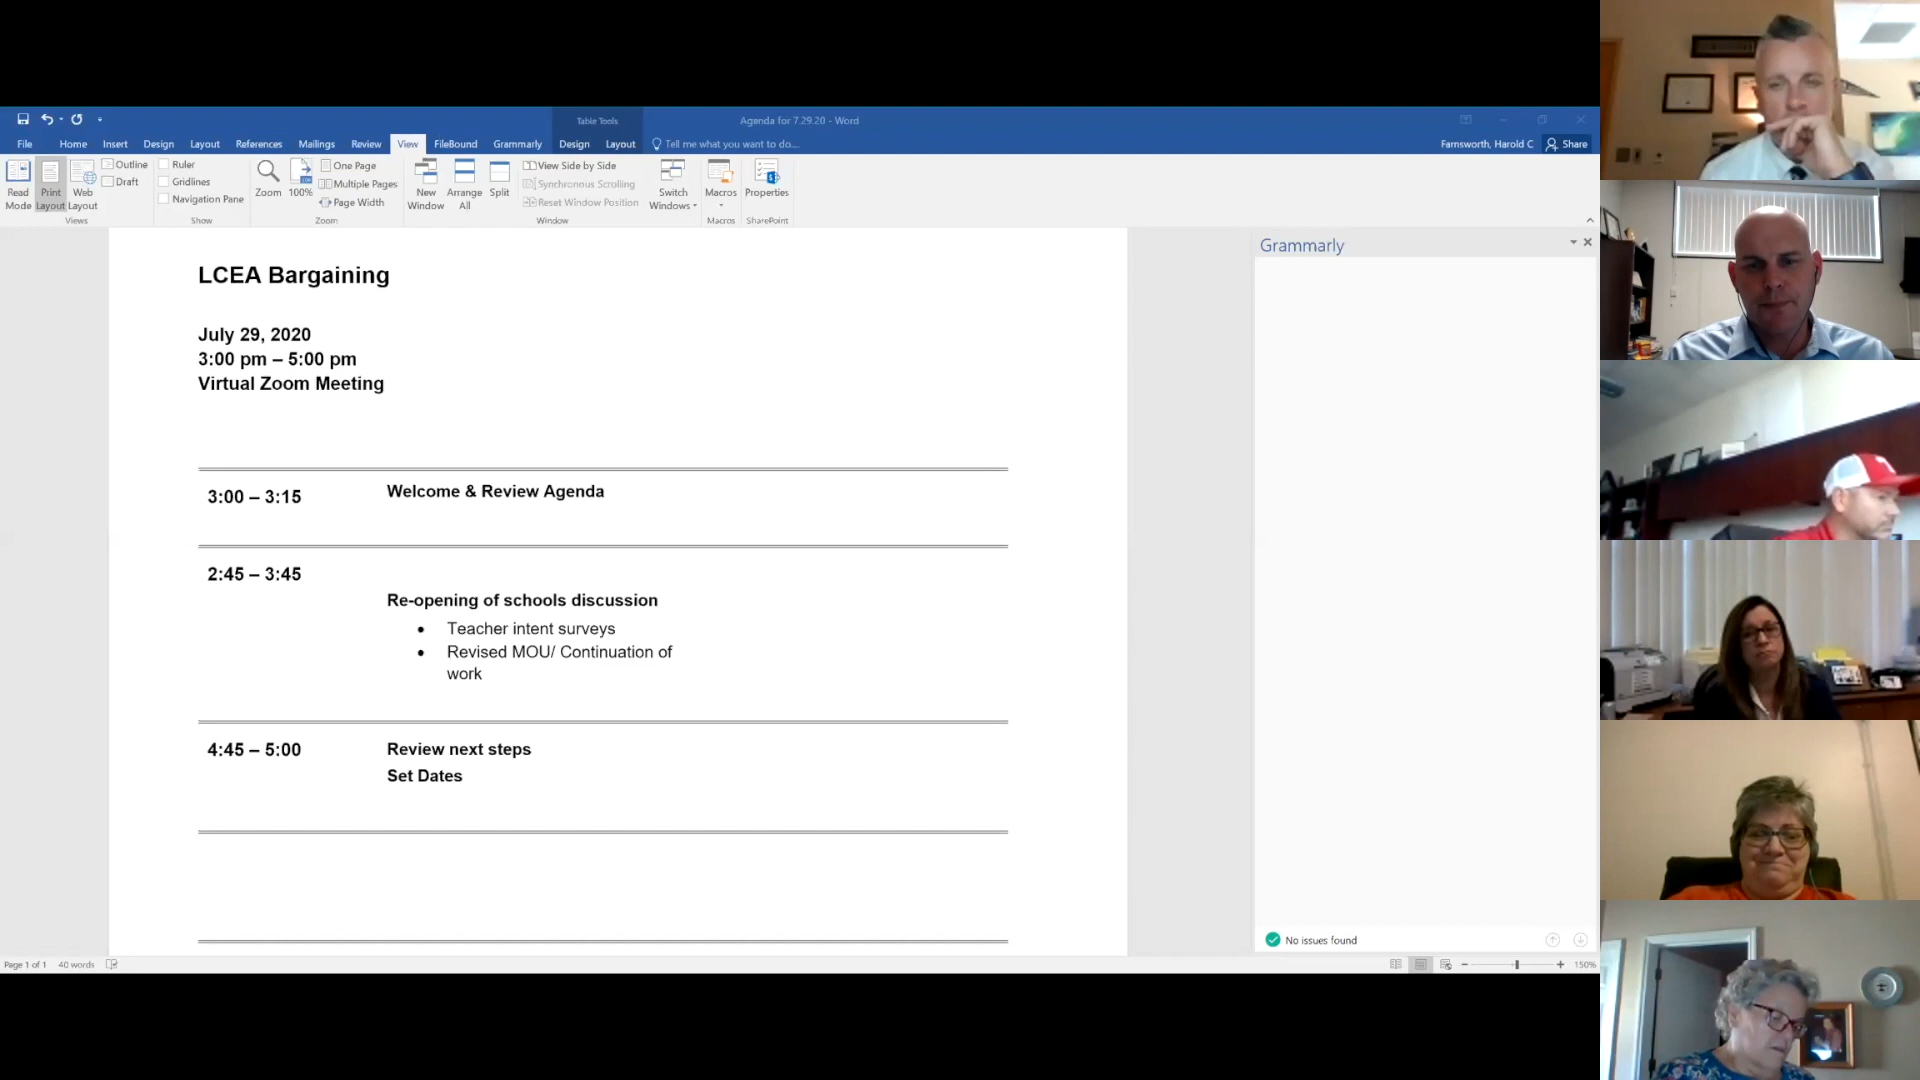 Table Tools
Agenda for 7.29.20 - Word
File Home Insert Design Layout References Mailings Review View FileBound Grammarly Design Layout Tell me what you want to do... Farnsworth, Harold C Share
Read Mode
Print Layout
Web Layout
Outline
Draft
Views
Ruler
Gridlines
Navigation Pane
Show
Zoom
100%
One Page
Multiple Pages
Page Width
Zoom
New Window
Arrange All
Split
View Side by Side
Synchronous Scrolling
Reset Window Position
Window
Switch Windows
Macros
Macros
Properties
SharePoint
LCEA Bargaining
July 29, 2020
3:00 pm – 5:00 pm
Virtual Zoom Meeting
3:00 – 3:15 Welcome & Review Agenda
2:45 – 3:45
Re-opening of schools discussion
• Teacher intent surveys
• Revised MOU/ Continuation of
work
4:45 – 5:00 Review next steps
Set Dates
Grammarly
No issues found
Page 1 of 1 40 words
150%